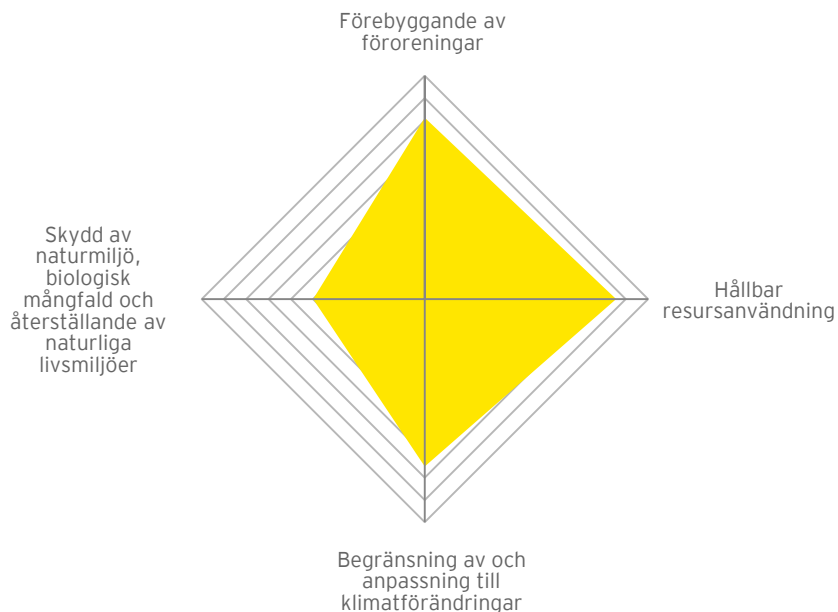 Förebyggande av
föroreningar
Skydd av
naturmiljö,
biologisk
mångfald och
återställande av
naturliga
livsmiljöer
Hållbar
resursanvändning
Begränsning av och
anpassning till
klimatförändringar